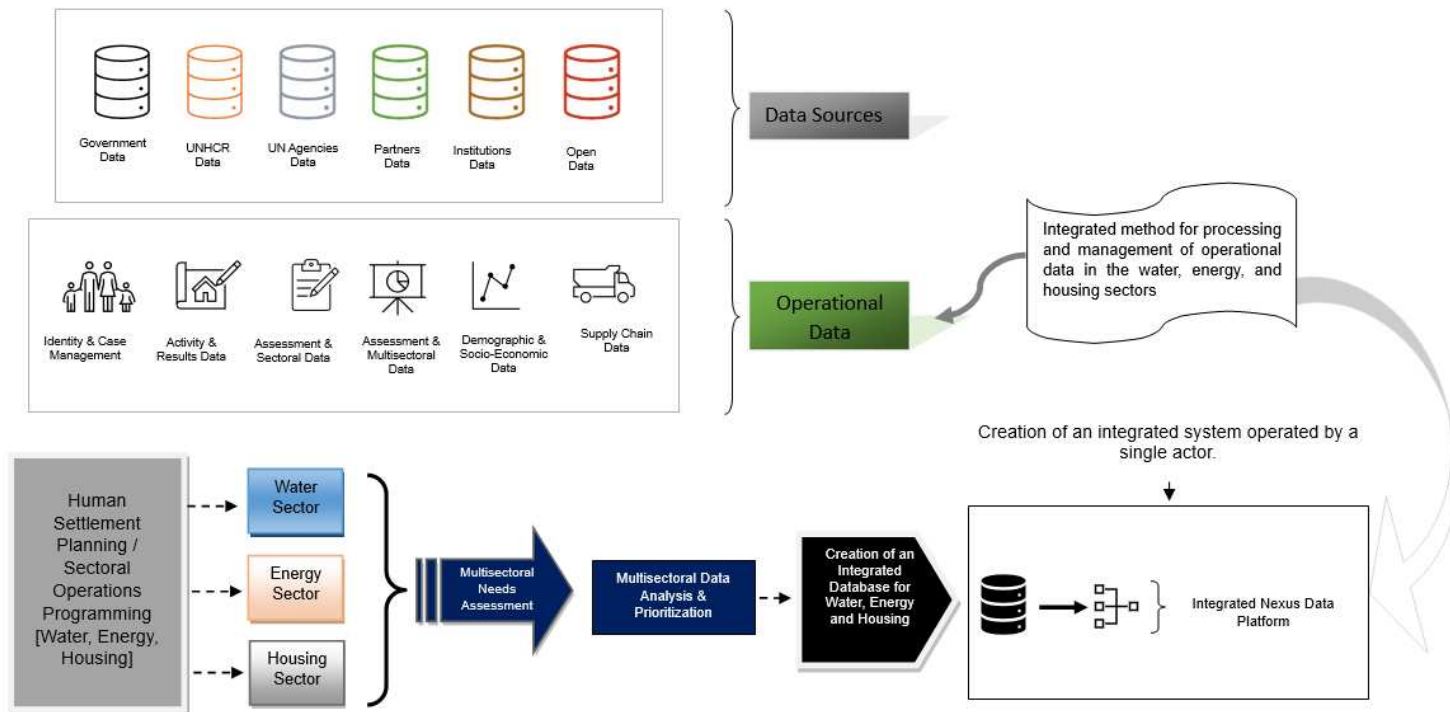 Government
Data
UNHCR
Data
UN Agencies
Data
Partners
Data
Institutions
Data
Open
Data
Data Sources
Identity & Case
Management
Activity &
Results Data
Assessment &
Sectoral Data
Assessment &
Multisectoral
Data
Demographic &
Socio-Economic
Data
Supply Chain
Data
Operational
Data
Integrated method for processing
and management of operational
data in the water, energy, and
housing sectors
Creation of an integrated system operated by a
single actor.
Human
Settlement
Planning /
Sectoral
Operations
Programming
[Water, Energy,
Housing]
Water
Sector
Energy
Sector
Housing
Sector
Multisectoral
Needs
Assessment
Multisectoral Data
Analysis &
Prioritization
Creation of an
Integrated
Database for
Water, Energy
and Housing
Integrated Nexus Data
Platform